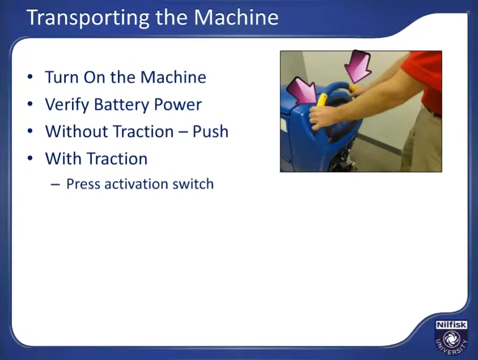 Transporting the Machine
• Turn On the Machine
• Verify Battery Power
• Without Traction – Push
• With Traction
– Press activation switch
Nilfisk
UNIVERSITY